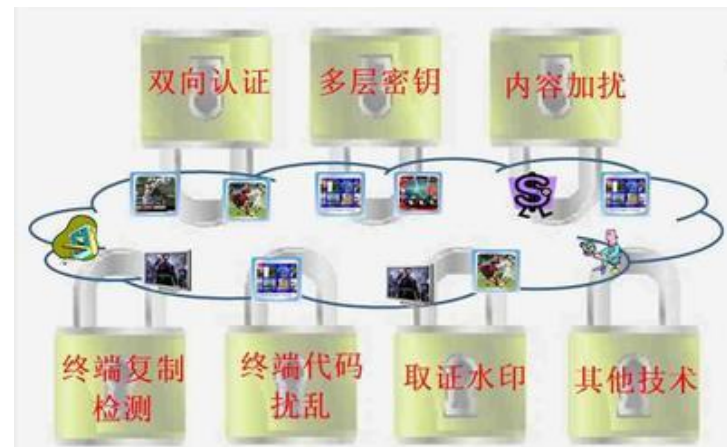 双向认证
多层密钥
内容加扰
终端复制
检测
终端代码
扰乱
取证水印
其他技术